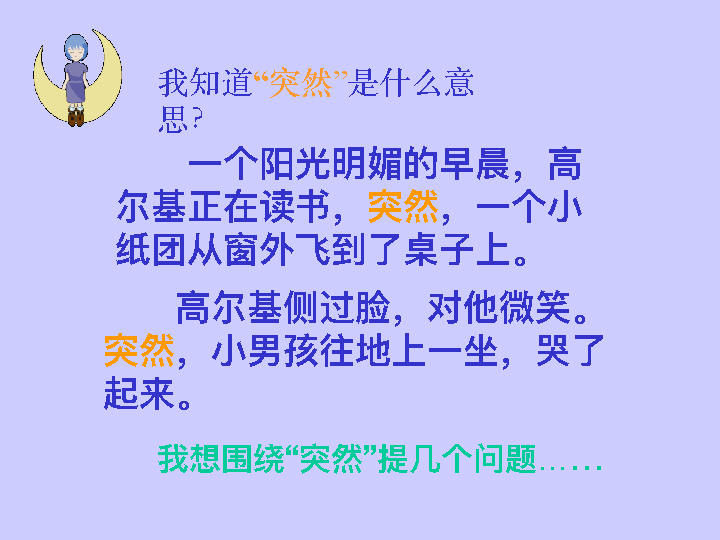 我知道“突然”是什么意
思?
一个阳光明媚的早晨，高
尔基正在读书，突然，一个小
纸团从窗外飞到了桌子上。
高尔基侧过脸，对他微笑。
突然，小男孩往地上一坐，哭了
起来。
我想围绕“突然”提几个问题……